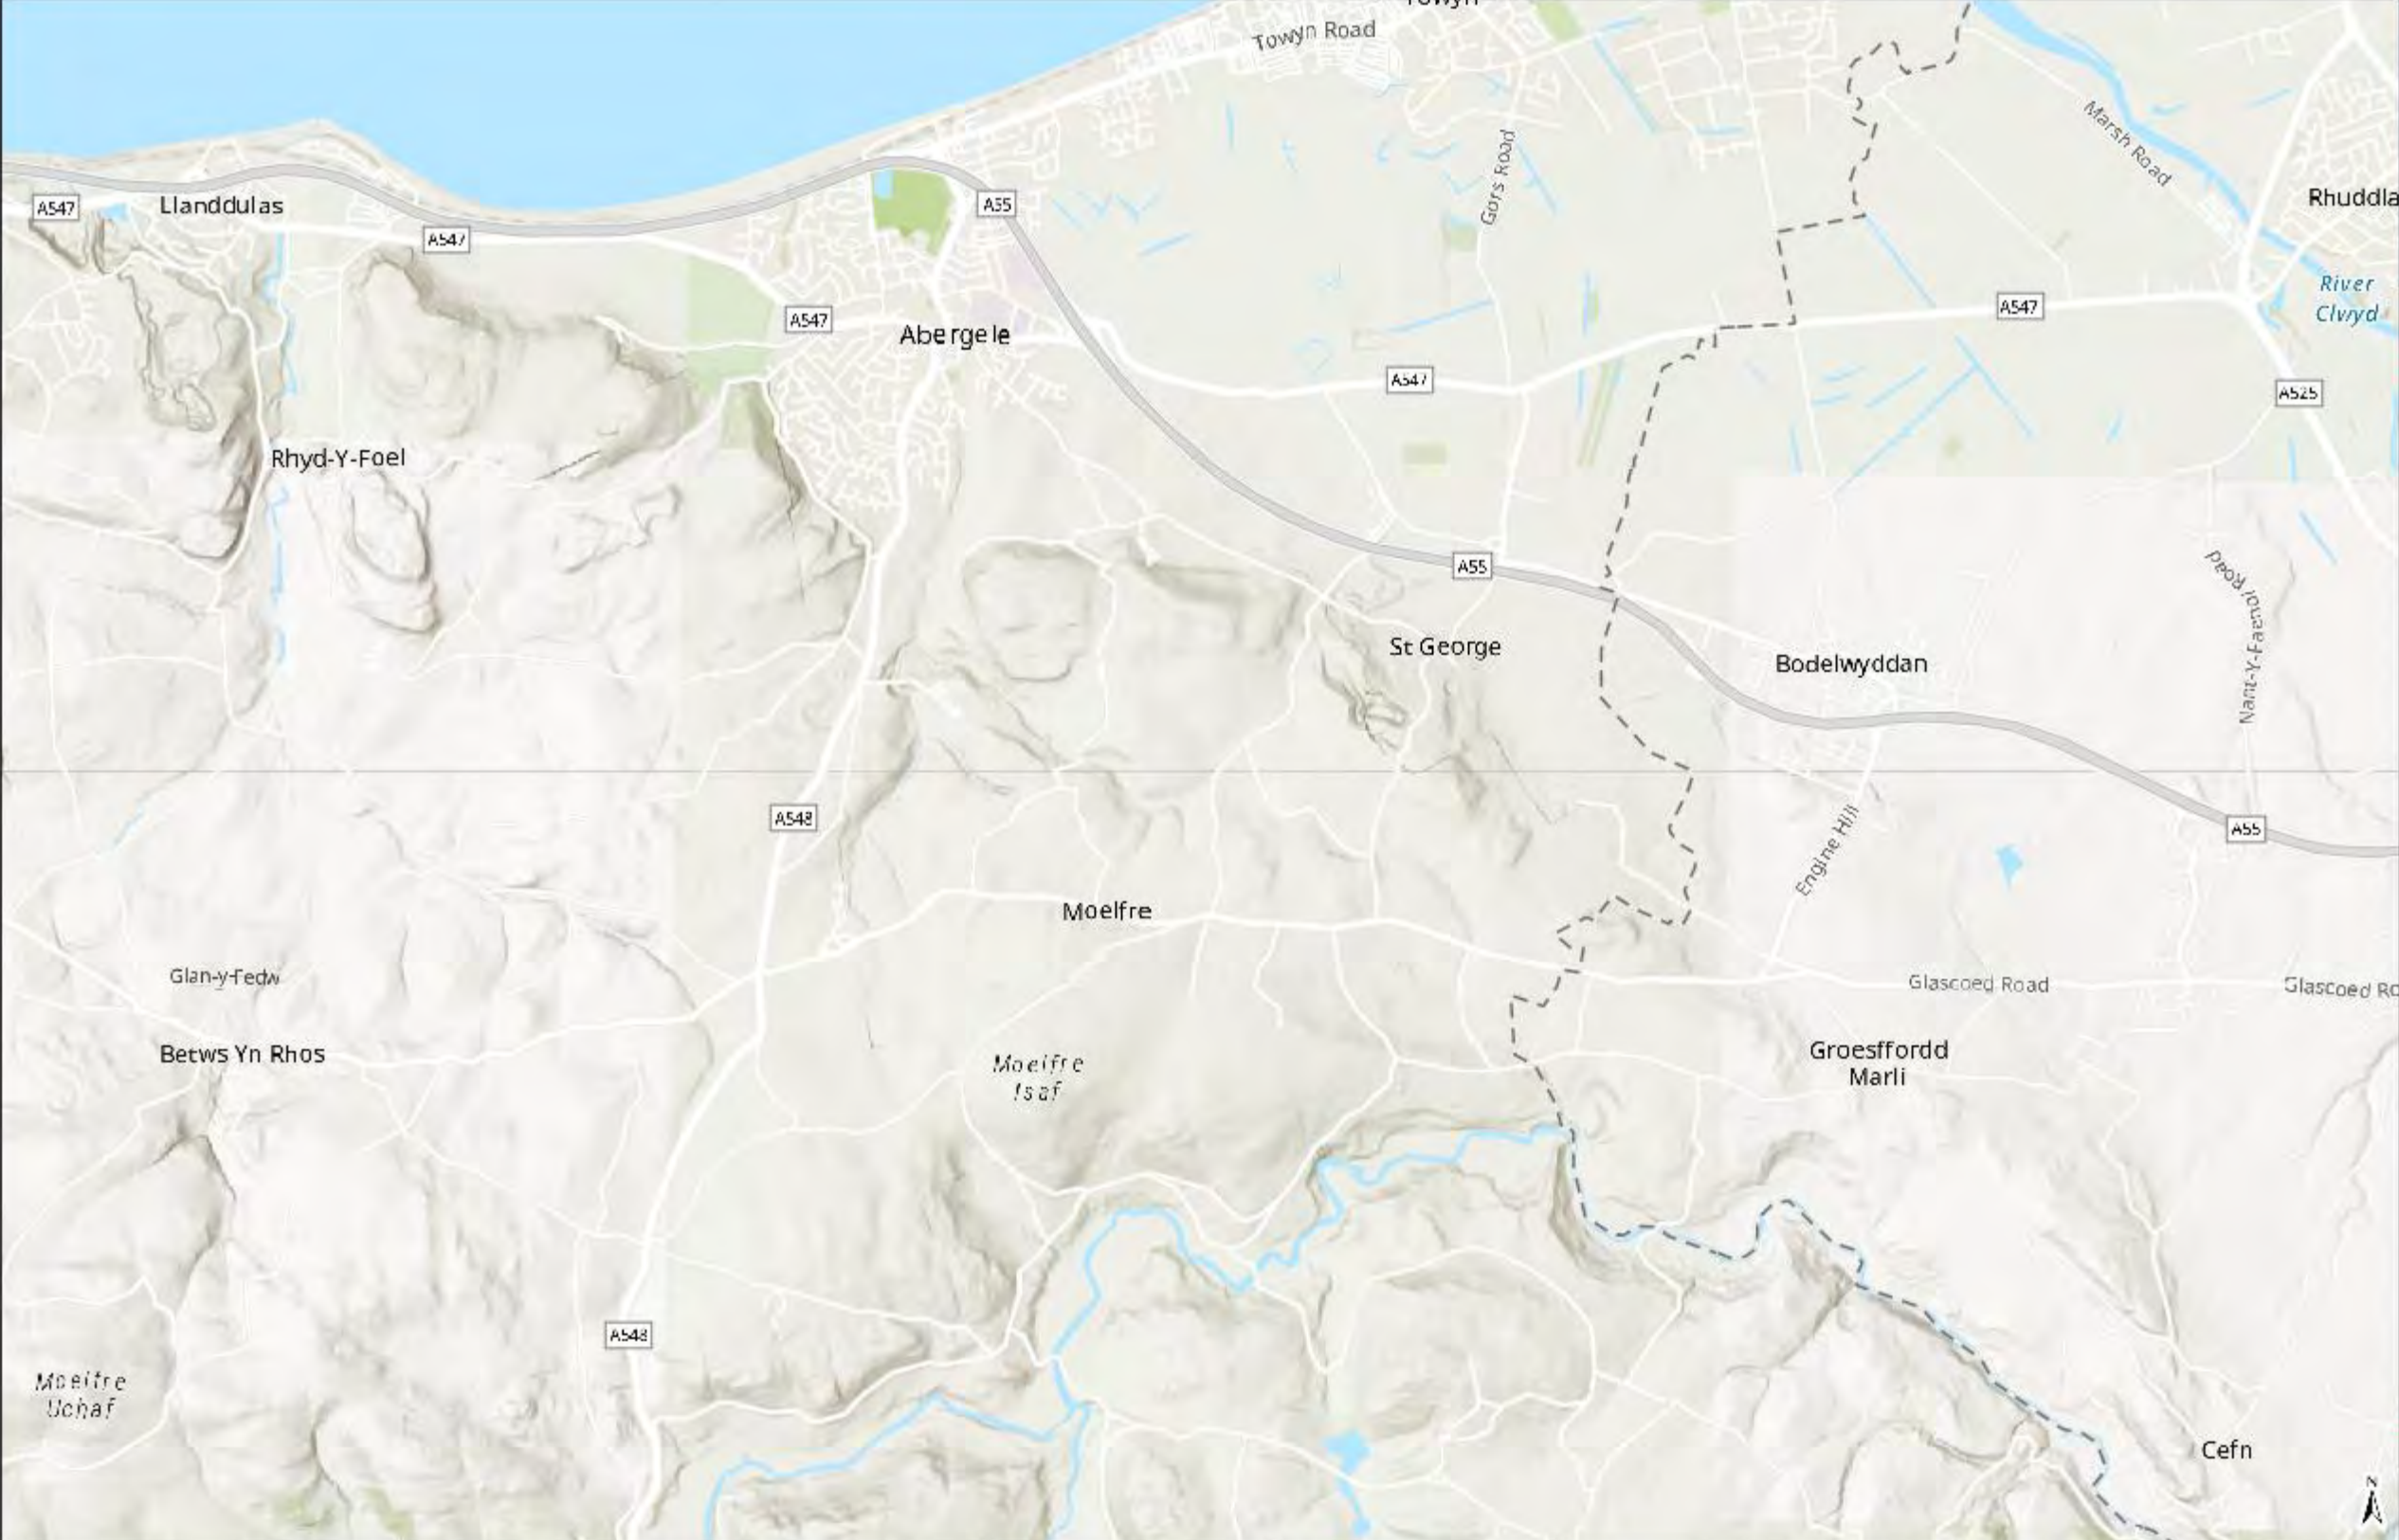 Towyn
Towyn Road
Marsh Road
Gors Road
A547
Llanddulas
A55
Rhuddla
A547
River
Clwyd
A547
A547
Abergele
A547
A525
Rhyd-Y-Foel
A55
Nant-Y-Faenol Road
St George
Bodelwyddan
A548
A55
Engine Hill
Moelfre
Glan-y-Fedw
Glascoed Road
Glascoed Ro
Betws Yn Rhos
Groesffordd
Marli
Moelfre
Isaf
A548
Moelfre
Uchaf
Cefn
N